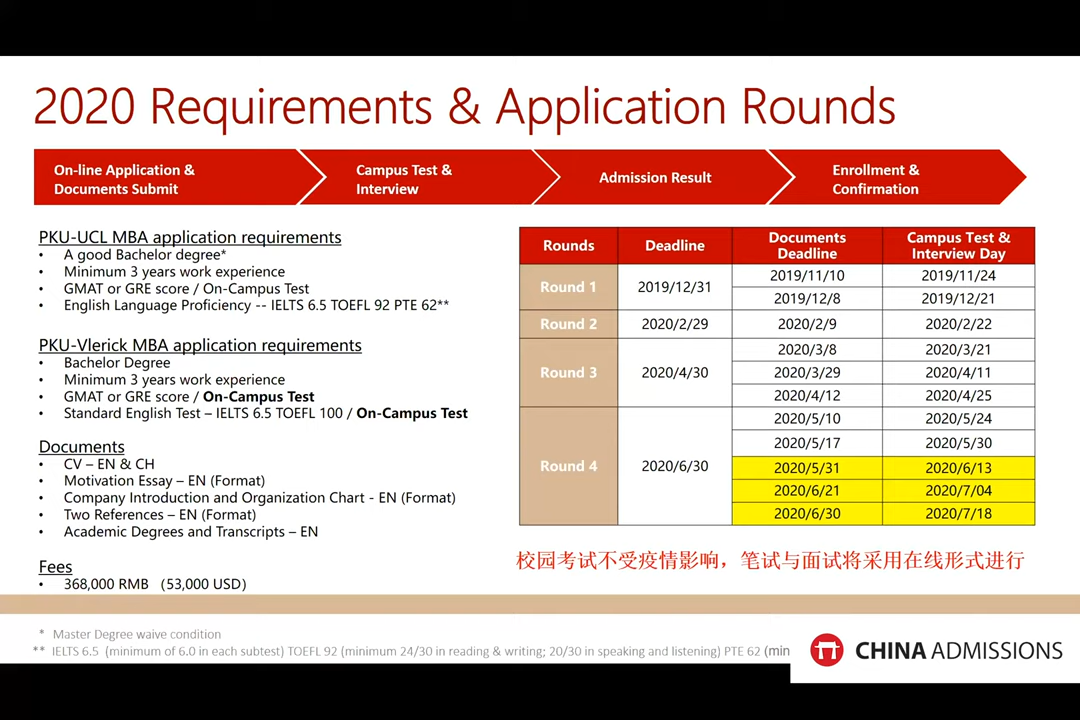 2020 Requirements & Application Rounds
On-line Application &
Documents Submit
Campus Test &
Interview
Admission Result
Enrollment &
Confirmation
PKU-UCL MBA application requirements
• A good Bachelor degree*
• Minimum 3 years work experience
• GMAT or GRE score / On-Campus Test
• English Language Proficiency -- IELTS 6.5 TOEFL 92 PTE 62**
PKU-Vlerick MBA application requirements
• Bachelor Degree
• Minimum 3 years work experience
• GMAT or GRE score / On-Campus Test
• Standard English Test – IELTS 6.5 TOEFL 100 / On-Campus Test
Documents
• CV – EN & CH
• Motivation Essay – EN (Format)
• Company Introduction and Organization Chart - EN (Format)
• Two References – EN (Format)
• Academic Degrees and Transcripts – EN
Fees
• 368,000 RMB （53,000 USD）
Rounds Deadline Documents Deadline Campus Test & Interview Day
Round 1 2019/12/31 2019/11/10 2019/11/24
2019/12/8 2019/12/21
Round 2 2020/2/29 2020/2/9 2020/2/22
Round 3 2020/4/30 2020/3/8 2020/3/21
2020/3/29 2020/4/11
2020/4/12 2020/4/25
Round 4 2020/6/30 2020/5/10 2020/5/24
2020/5/17 2020/5/30
2020/5/31 2020/6/13
2020/6/21 2020/7/04
2020/6/30 2020/7/18
校园考试不受疫情影响，笔试与面试将采用在线形式进行
* Master Degree waive condition
** IELTS 6.5 (minimum of 6.0 in each subtest) TOEFL 92 (minimum 24/30 in reading & writing; 20/30 in speaking and listening) PTE 62 (min
CHINA ADMISSIONS